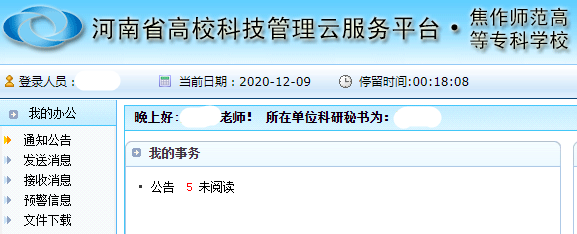 河南省高校科技管理云服务平台·焦作师范高
等专科学校
登录人员： 当前日期：2020-12-09 停留时间:00:18:08
我的办公
晚上好: 老师！ 所在单位科研秘书为：
通知公告
发送消息
接收消息
预警信息
文件下载
我的事务
公告 5 未阅读